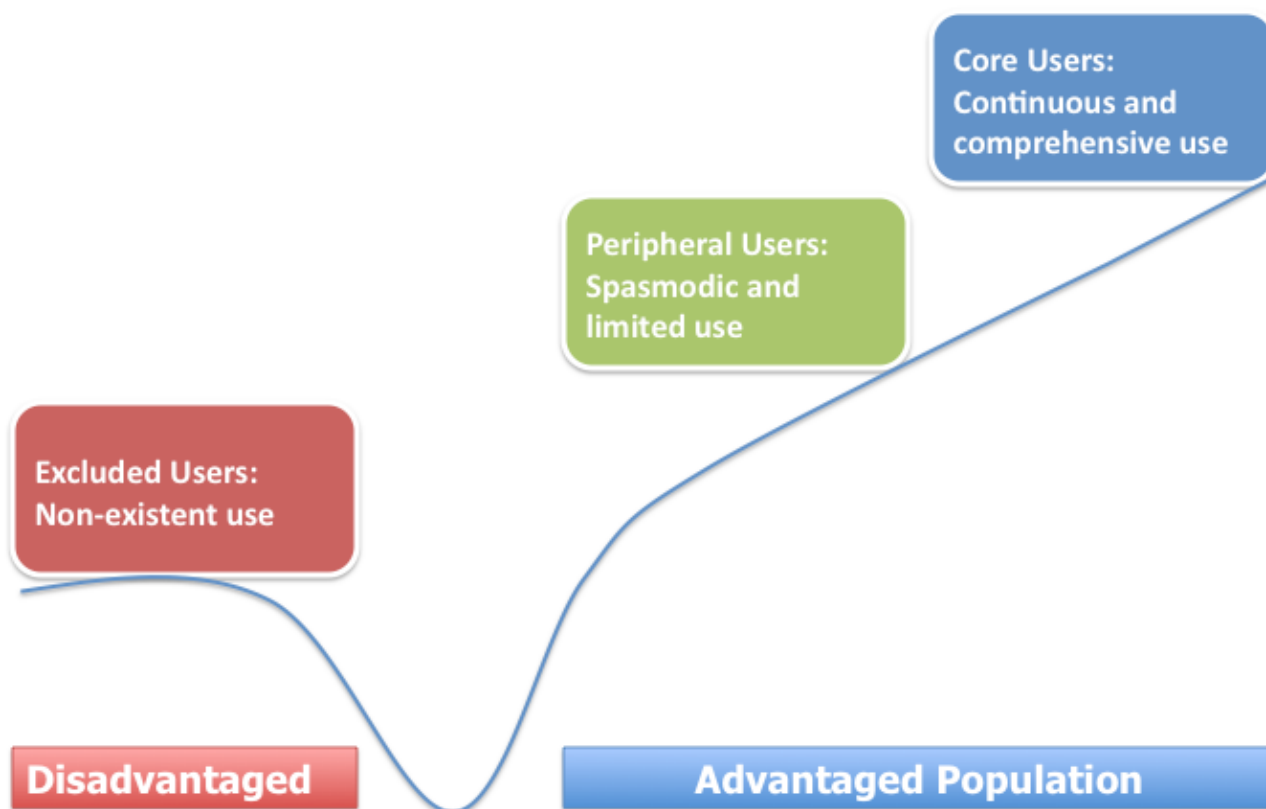 Core Users:
Continuous and
comprehensive use
Peripheral Users:
Spasmodic and
limited use
Excluded Users:
Non-existent use
Disadvantaged
Advantaged Population